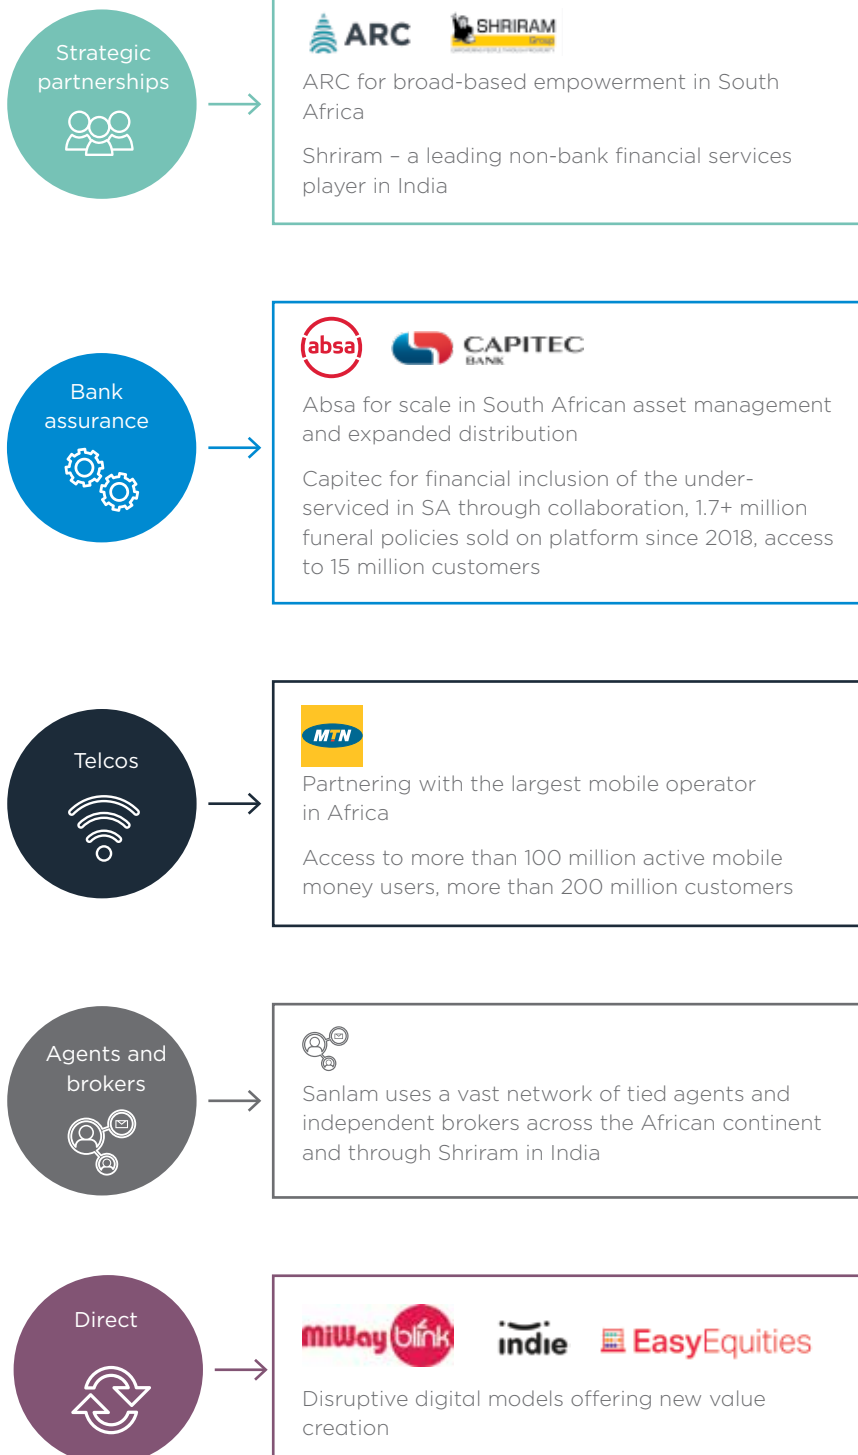 Strategic
partnerships
ARC
SHRIRAM
Group
ARC for broad-based empowerment in South
Africa
Shriram – a leading non-bank financial services
player in India
Bank
assurance
absa
CAPITEC
BANK
Absa for scale in South African asset management
and expanded distribution
Capitec for financial inclusion of the under-
serviced in SA through collaboration, 1.7+ million
funeral policies sold on platform since 2018, access
to 15 million customers
Telcos
MTN
Partnering with the largest mobile operator
in Africa
Access to more than 100 million active mobile
money users, more than 200 million customers
Agents and
brokers
Sanlam uses a vast network of tied agents and
independent brokers across the African continent
and through Shriram in India
Direct
miWay blink
indie
EasyEquities
Disruptive digital models offering new value
creation